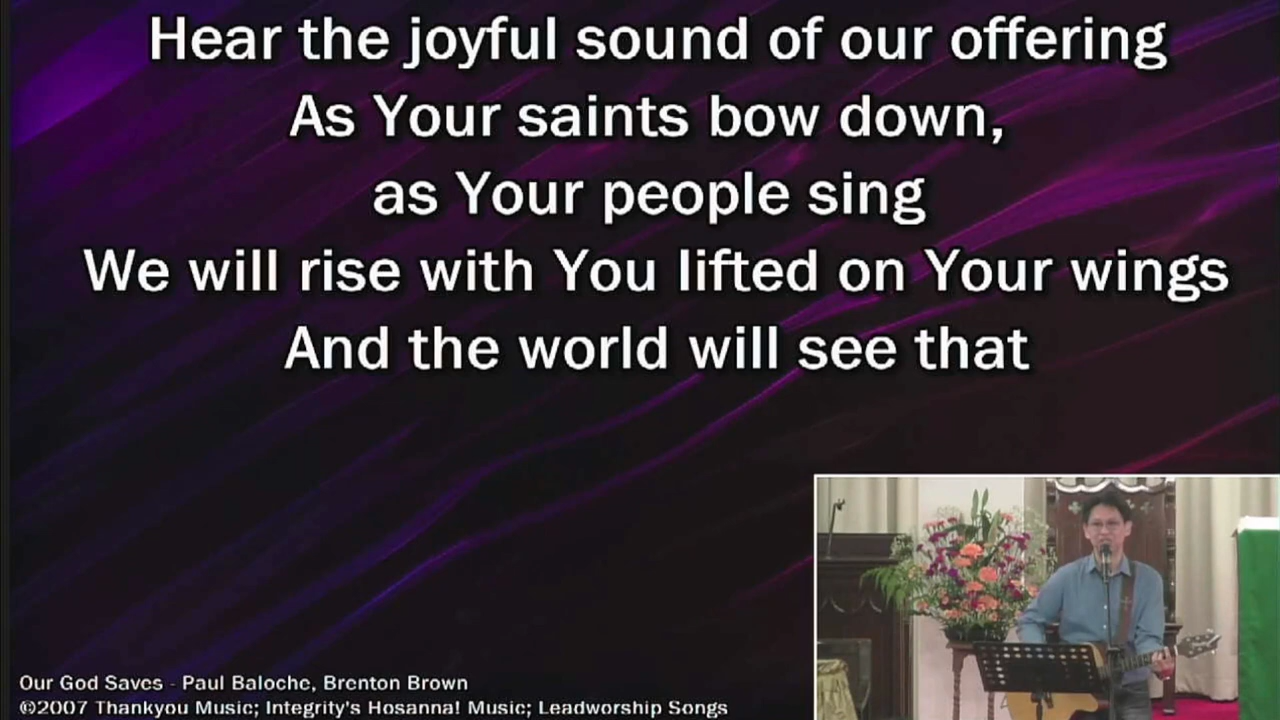 Hear the joyful sound of our offering
As Your saints bow down,
as Your people sing
We will rise with You lifted on Your wings
And the world will see that
Our God Saves - Paul Baloche, Brenton Brown
©2007 Thankyou Music; Integrity's Hosanna! Music; Leadworship Songs